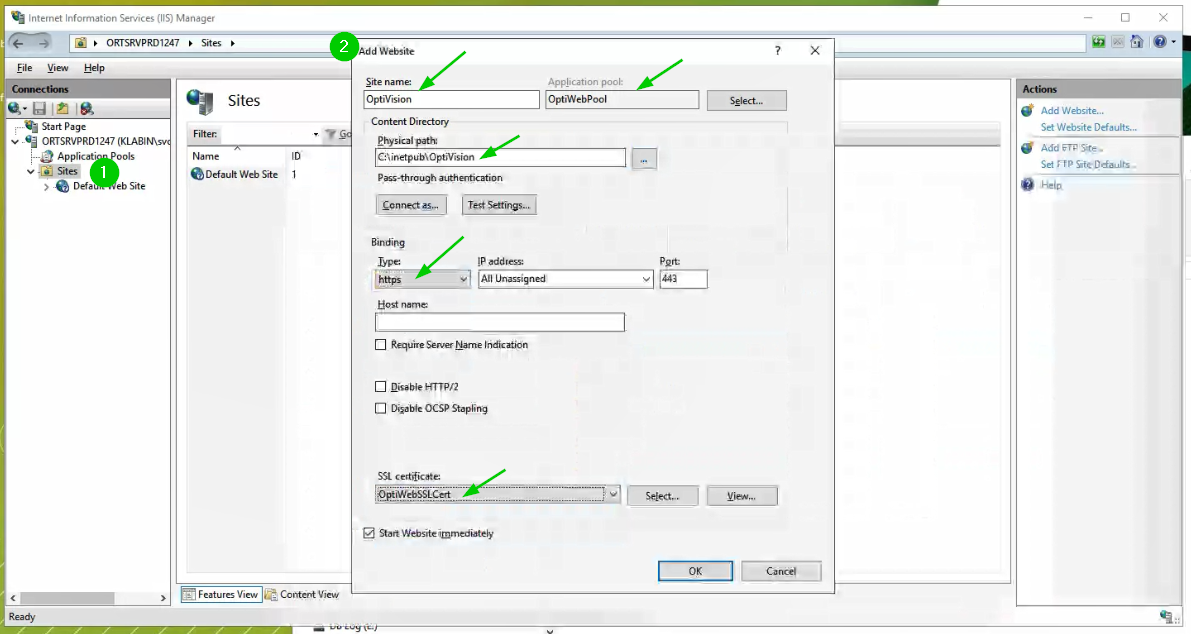 Internet Information Services (IIS) Manager
ORTSRVPRD1247 Sites
File View Help
Connections
Start Page
ORTSRVPRD1247 (KLABIN\svc
Application Pools
Sites
1
Default Web Site
Sites
Filter: Go
Name ID
Default Web Site 1
Features View Content View
Ready
2
Add Website
?
Site name: Application pool:
OptiVision OptiWebPool Select...
Content Directory
Physical path:
C:\inetpub\OptiVision ...
Pass-through authentication
Connect as... Test Settings...
Binding
Type: IP address: Port:
https All Unassigned 443
Host name:
Require Server Name Indication
Disable HTTP/2
Disable OCSP Stapling
SSL certificate:
OptiWebSSLCert Select... View...
Start Website immediately
OK Cancel
Actions
Add Website...
Set Website Defaults...
Add FTP Site...
Set FTP Site Defaults...
Help